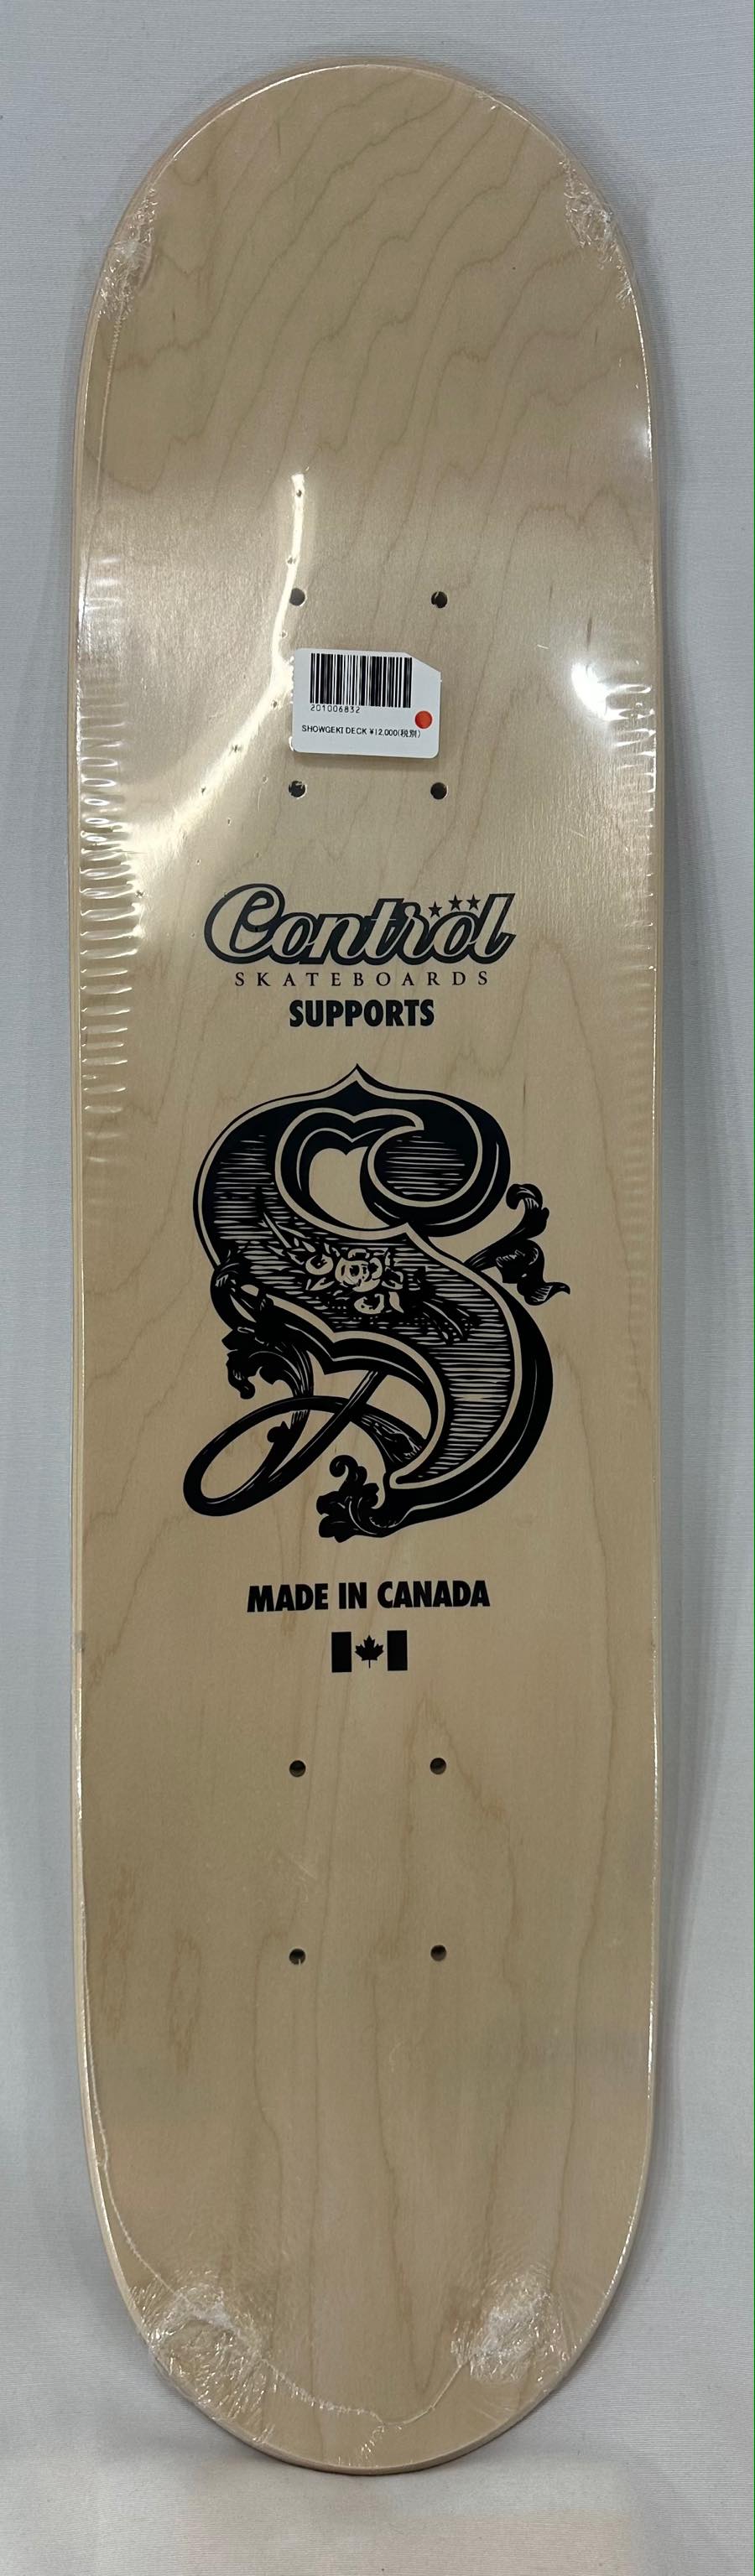 201006832
SHOWGEKI DECK ¥12,000(税別)
Control
SKATEBOARDS
SUPPORTS
S
MADE IN CANADA